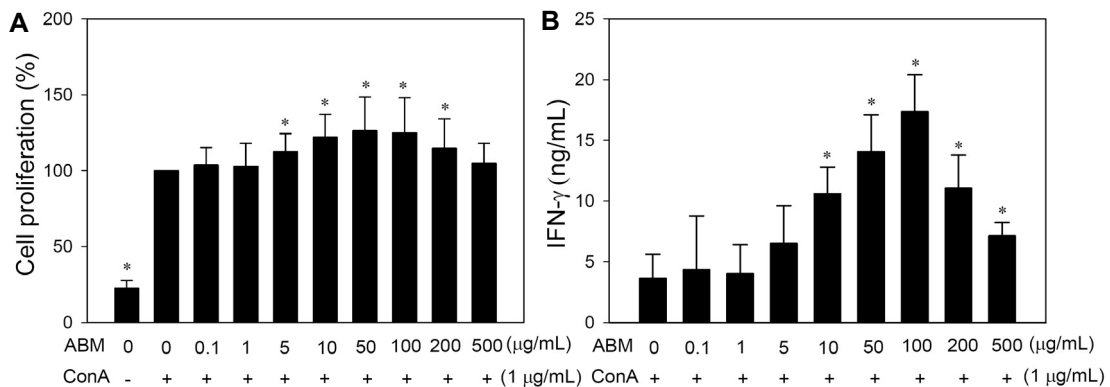 A
B
Cell proliferation (%)
200
150
100
50
0
* * * * * *
ABM 0 0 0.1 1 5 10 50 100 200 500 (μg/mL)
ConA - + + + + + + + + + (1 μg/mL)
IFN-γ (ng/mL)
25
20
15
10
5
0
* * * * *
ABM 0 0.1 1 5 10 50 100 200 500 (μg/mL)
ConA + + + + + + + + + (1 μg/mL)